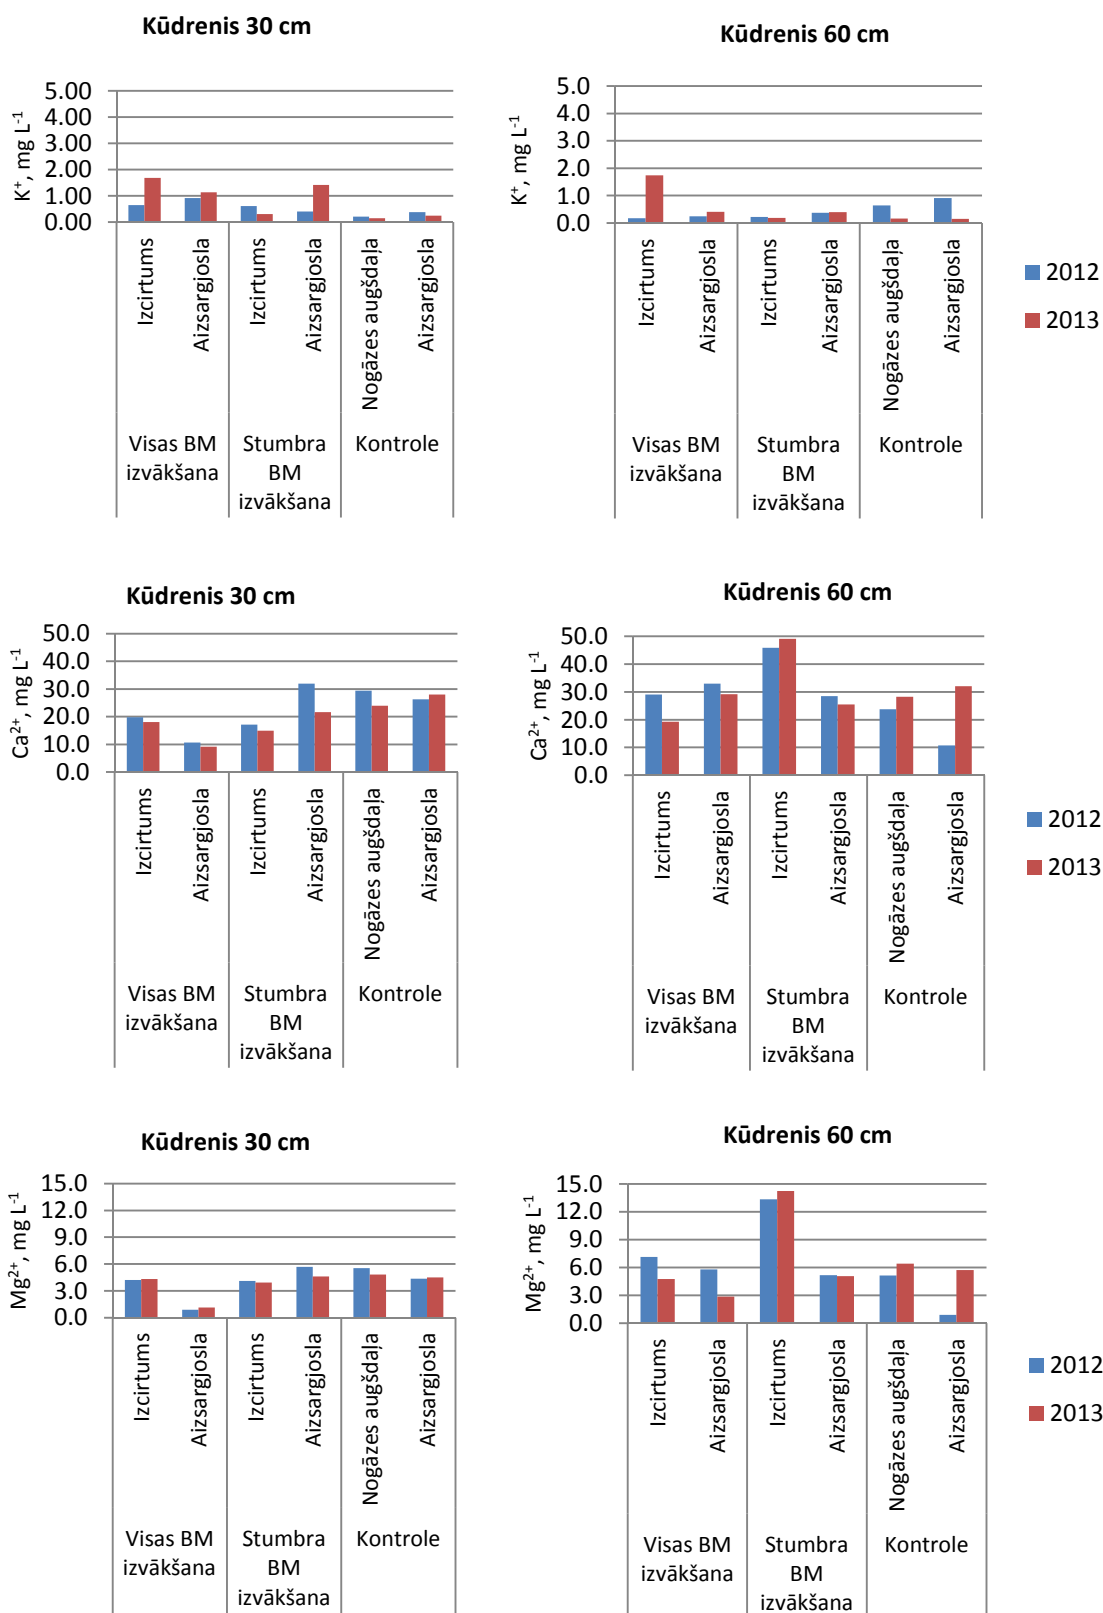 Kūdrenis 30 cm
K⁺, mg L⁻¹
5.00
4.00
3.00
2.00
1.00
0.00
Izcirtums
Aizsargjosla
Izcirtums
Aizsargjosla
Nogāzes augšdaļa
Aizsargjosla
Visas BM
izvākšana
Stumbra
BM
izvākšana
Kontrole
Kūdrenis 60 cm
K⁺, mg L⁻¹
5.0
4.0
3.0
2.0
1.0
0.0
Izcirtums
Aizsargjosla
Izcirtums
Aizsargjosla
Nogāzes augšdaļa
Aizsargjosla
Visas BM
izvākšana
Stumbra
BM
izvākšana
Kontrole
2012
2013
Kūdrenis 30 cm
Ca²⁺, mg L⁻¹
50.0
40.0
30.0
20.0
10.0
0.0
Izcirtums
Aizsargjosla
Izcirtums
Aizsargjosla
Nogāzes augšdaļa
Aizsargjosla
Visas BM
izvākšana
Stumbra
BM
izvākšana
Kontrole
Kūdrenis 60 cm
Ca²⁺, mg L⁻¹
50.0
40.0
30.0
20.0
10.0
0.0
Izcirtums
Aizsargjosla
Izcirtums
Aizsargjosla
Nogāzes augšdaļa
Aizsargjosla
Visas BM
izvākšana
Stumbra
BM
izvākšana
Kontrole
2012
2013
Kūdrenis 30 cm
Mg²⁺, mg L⁻¹
15.0
12.0
9.0
6.0
3.0
0.0
Izcirtums
Aizsargjosla
Izcirtums
Aizsargjosla
Nogāzes augšdaļa
Aizsargjosla
Visas BM
izvākšana
Stumbra
BM
izvākšana
Kontrole
Kūdrenis 60 cm
Mg²⁺, mg L⁻¹
15.0
12.0
9.0
6.0
3.0
0.0
Izcirtums
Aizsargjosla
Izcirtums
Aizsargjosla
Nogāzes augšdaļa
Aizsargjosla
Visas BM
izvākšana
Stumbra
BM
izvākšana
Kontrole
2012
2013